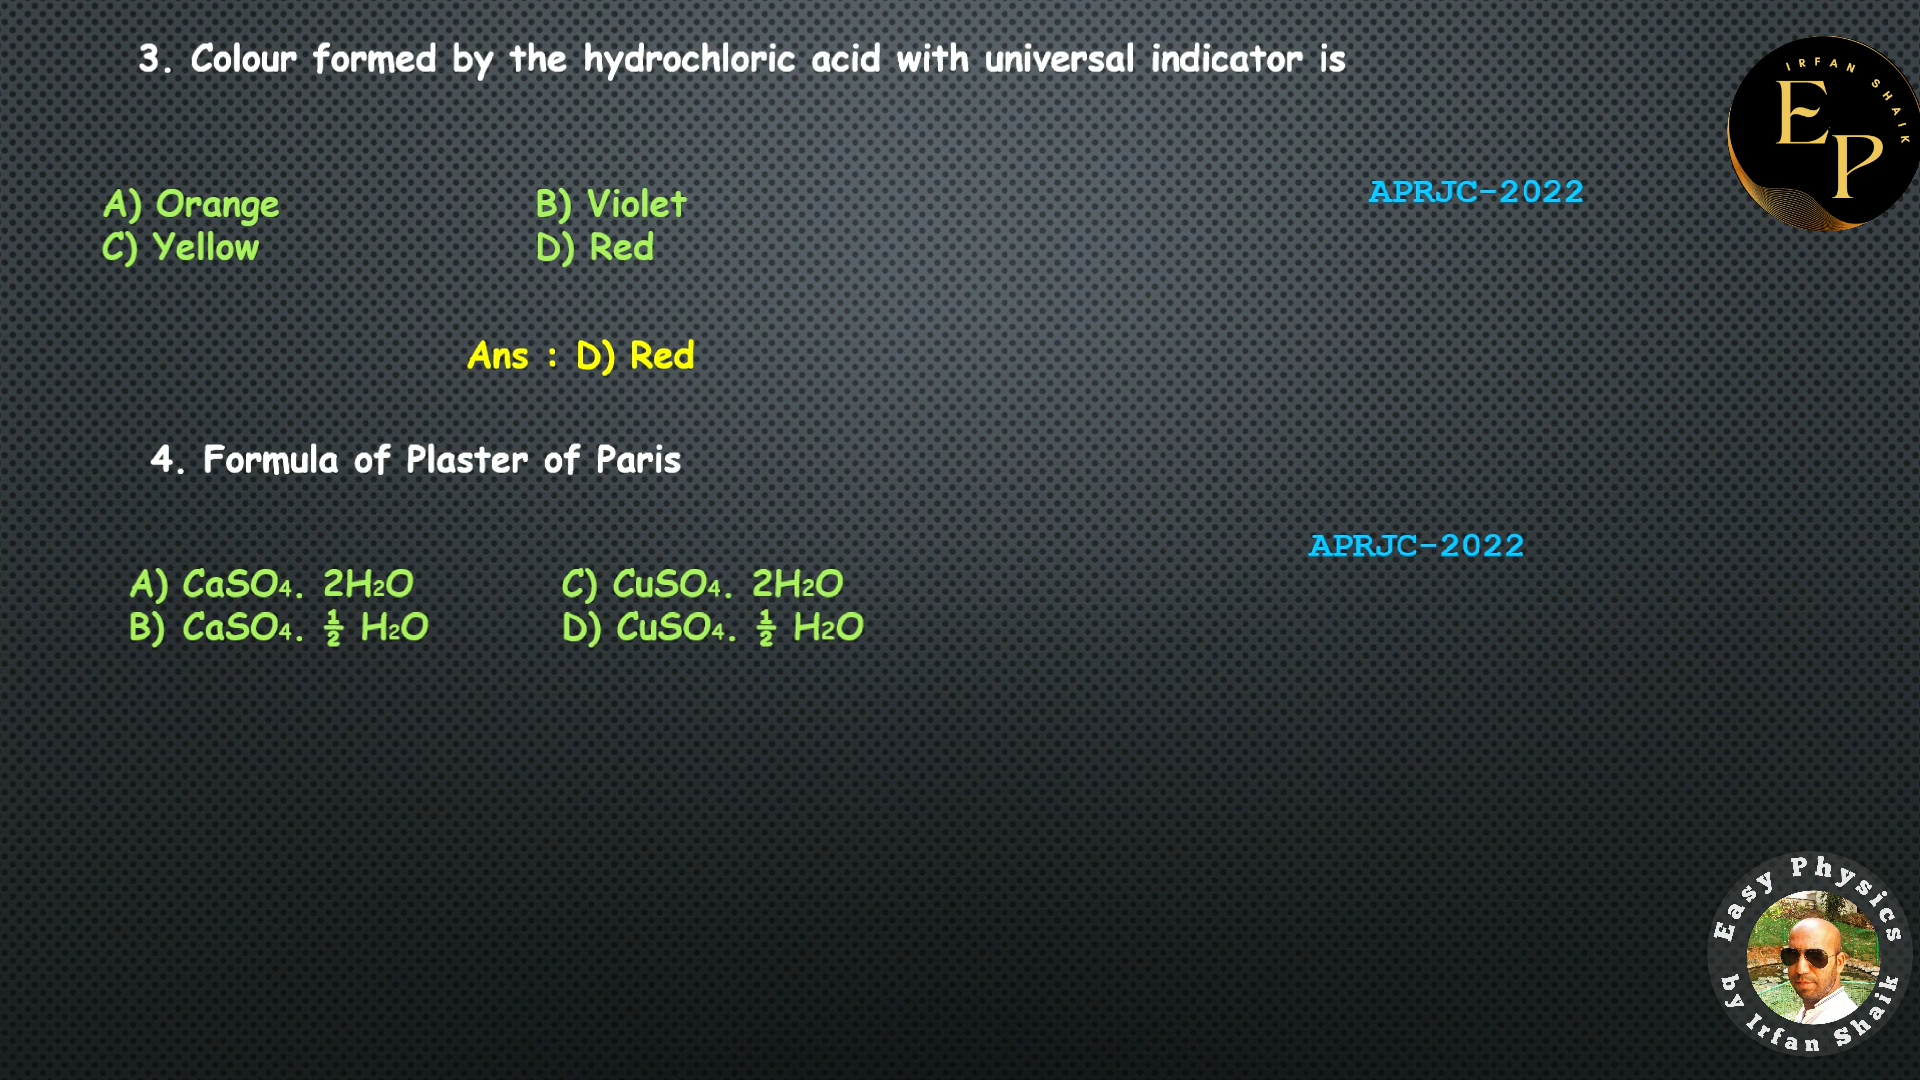 3. Colour formed by the hydrochloric acid with universal indicator is
IRFAN SHAIK
EP
APRJC-2022
A) Orange B) Violet
C) Yellow D) Red
Ans : D) Red
4. Formula of Plaster of Paris
APRJC-2022
A) CaSO₄. 2H₂O C) CuSO₄. 2H₂O
B) CaSO₄. ½ H₂O D) CuSO₄. ½ H₂O
Easy Physics
by Irfan Shaik